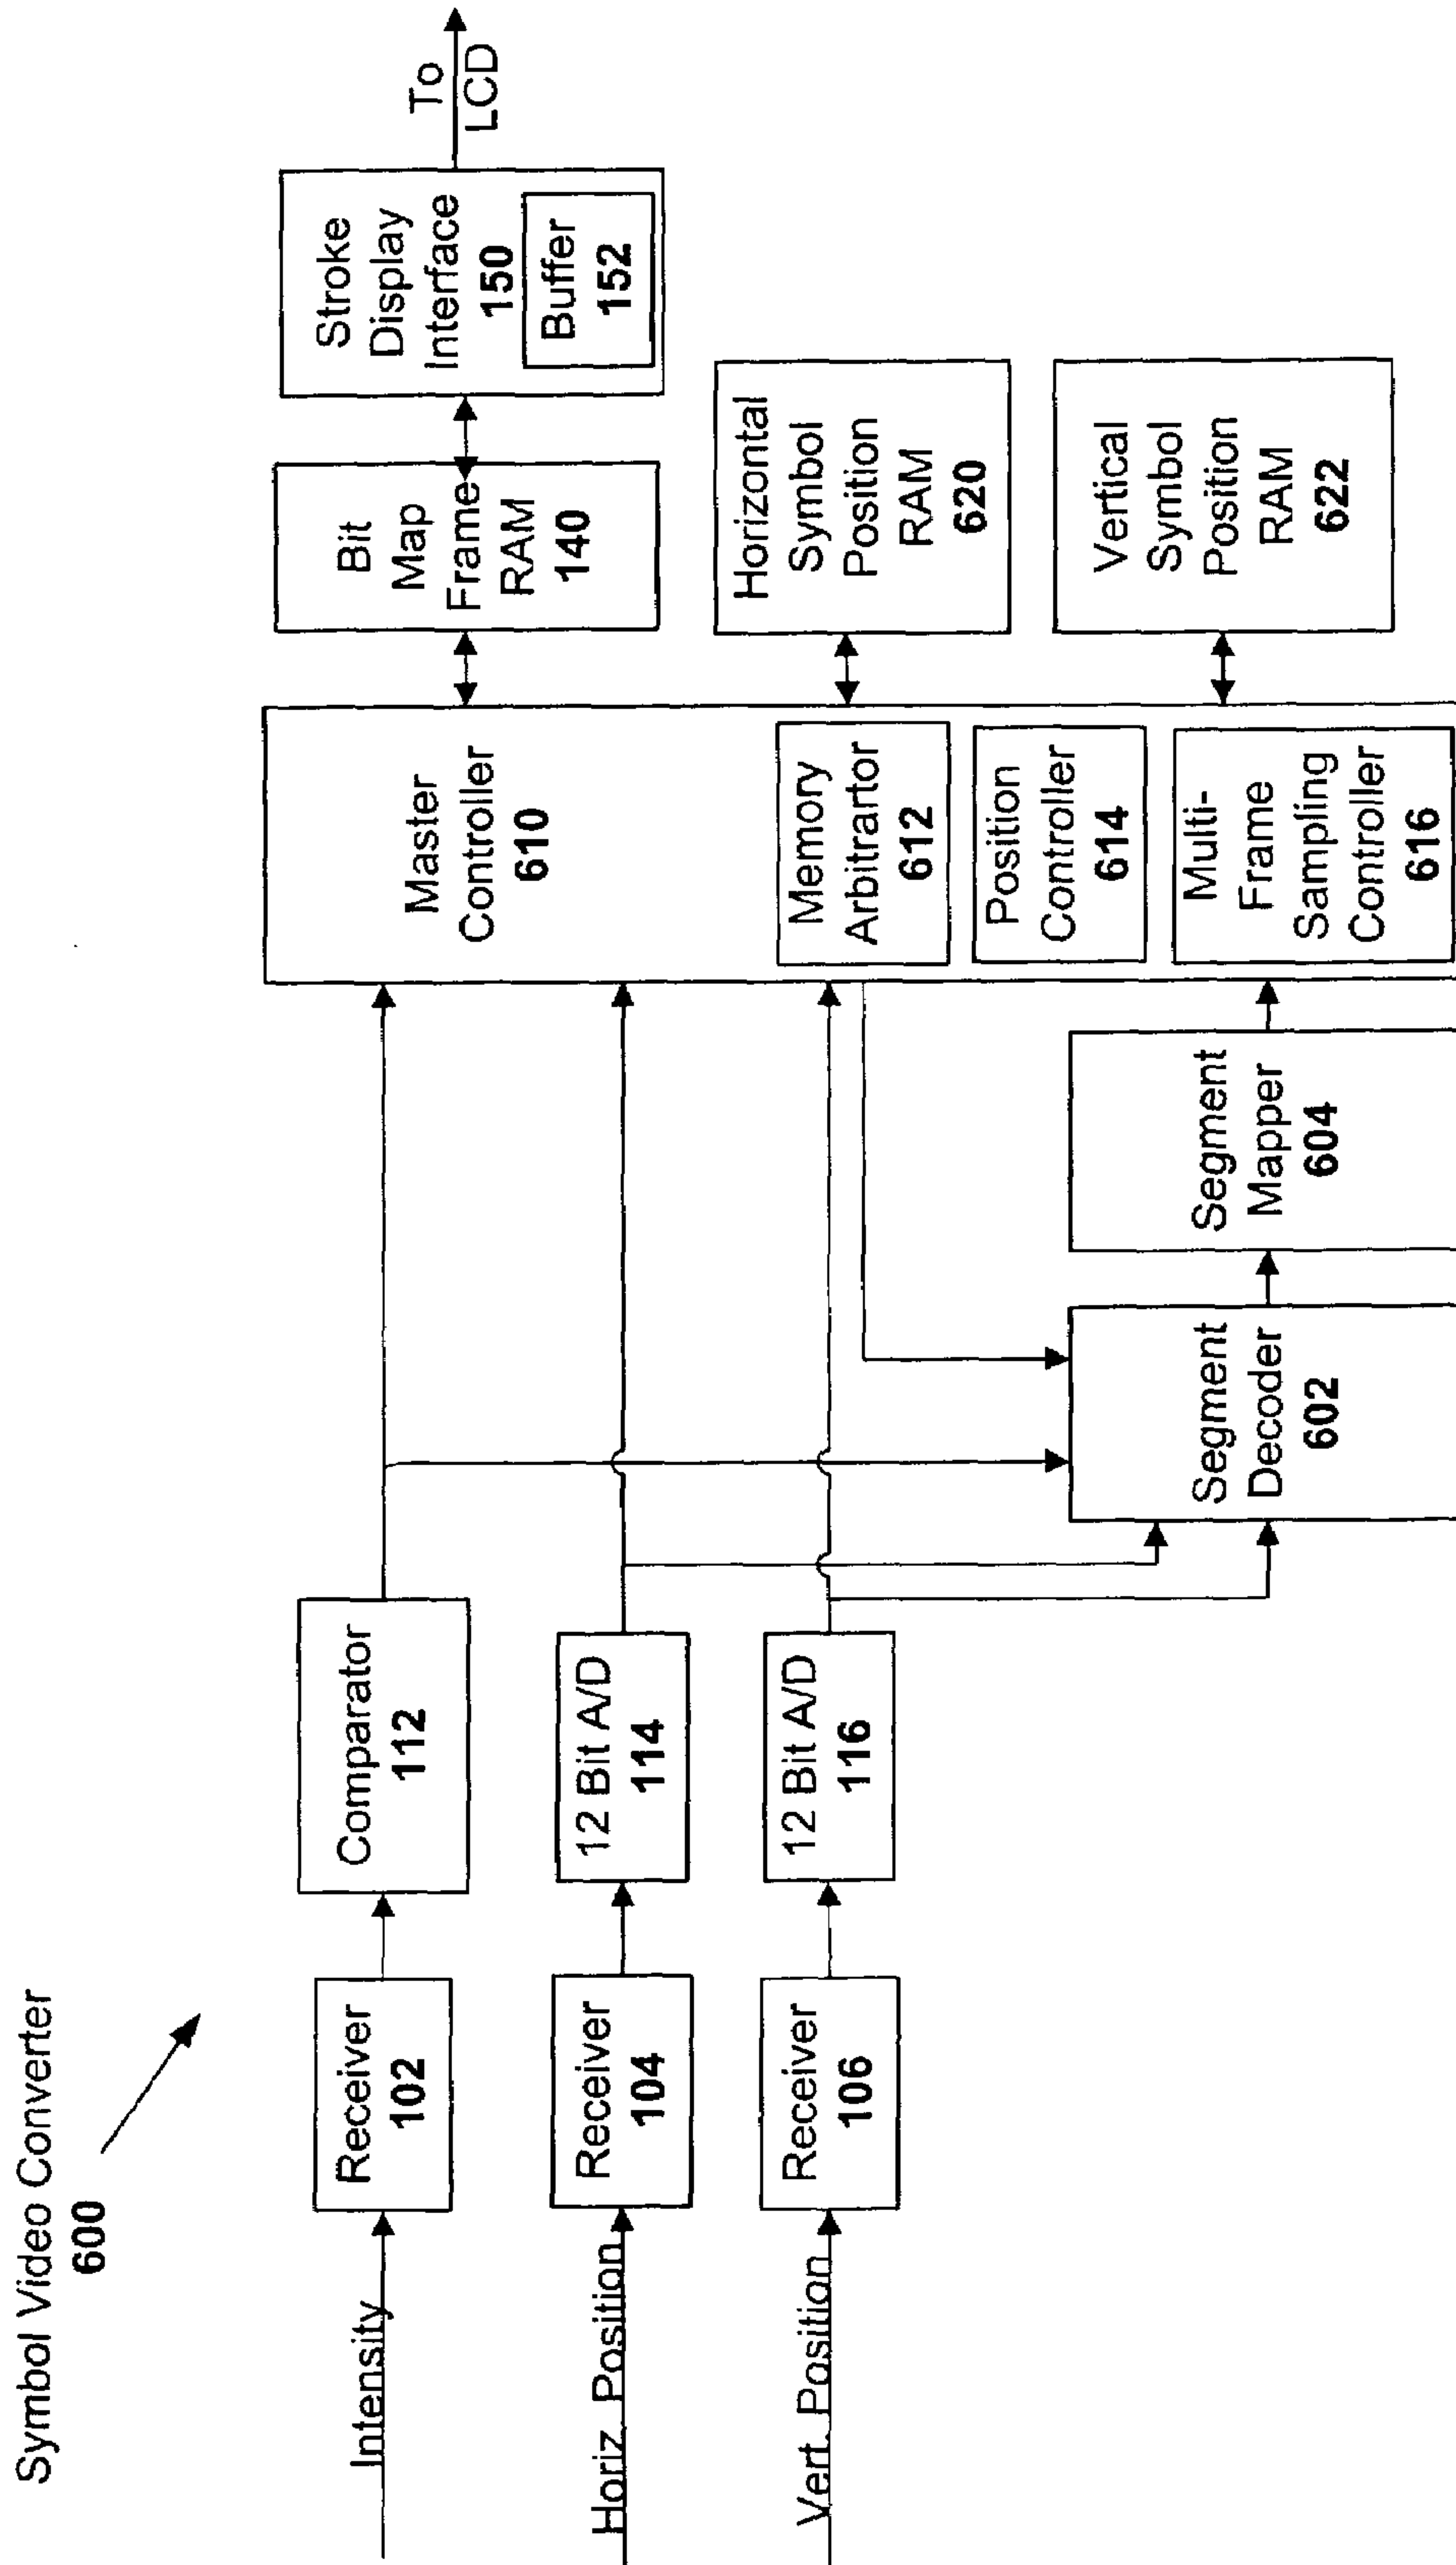 Symbol Video Converter
600
Intensity
Receiver
102
Comparator
112
Horiz. Position
Receiver
104
12 Bit A/D
114
Vert. Position
Receiver
106
12 Bit A/D
116
Segment
Decoder
602
Segment
Mapper
604
Master
Controller
610
Memory
Arbitrartor
612
Position
Controller
614
Multi-
Frame
Sampling
Controller
616
Bit
Map
Frame
RAM
140
Stroke
Display
Interface
150
Buffer
152
To
LCD
Horizontal
Symbol
Position
RAM
620
Vertical
Symbol
Position
RAM
622